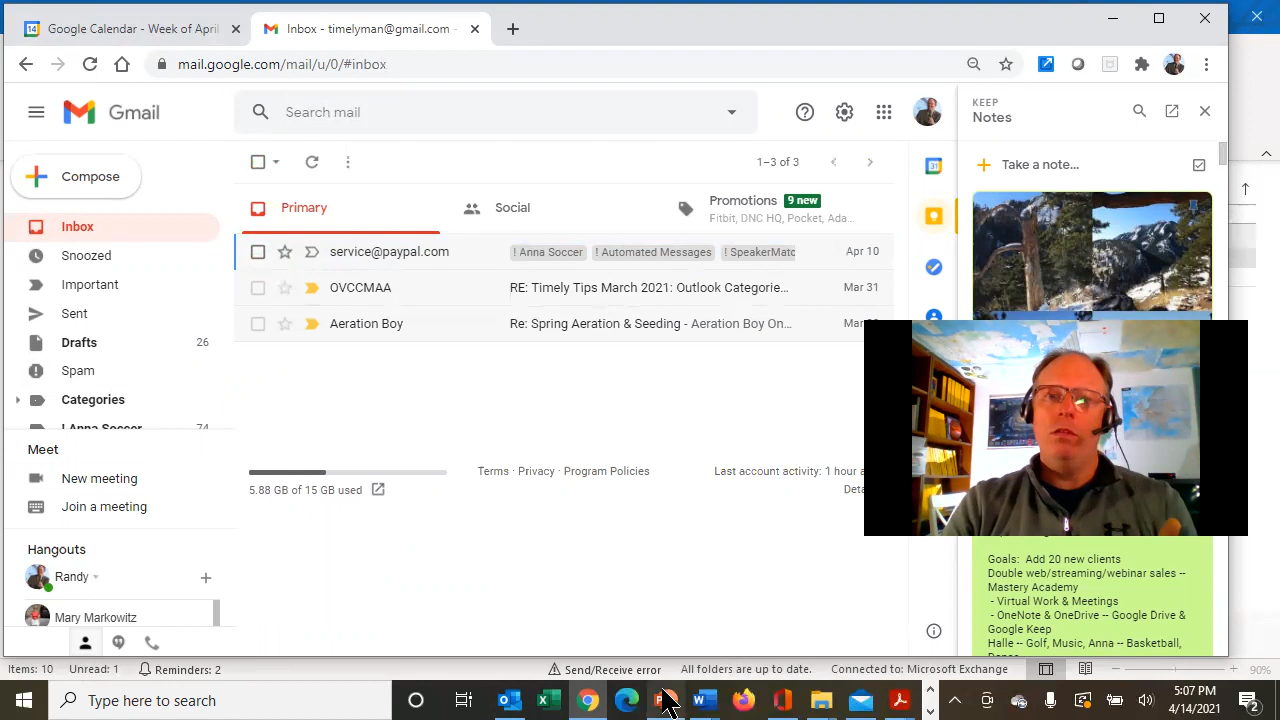 Google Calendar - Week of April
Inbox - timelyman@gmail.com -
mail.google.com/mail/u/0/#inbox
Gmail
Search mail
KEEP
Notes
Compose
1–3 of 3
Take a note...
Inbox
Primary
Social
Promotions 9 new
Fitbit, DNC HQ, Pocket, Ada...
Snoozed
service@paypal.com
! Anna Soccer ! Automated Messages ! SpeakerMatc
Apr 10
Important
OVCCMAA
RE: Timely Tips March 2021: Outlook Categorie...
Mar 31
Sent
Aeration Boy
Re: Spring Aeration & Seeding - Aeration Boy On...
Drafts 26
Spam
Categories
! Anna Soccer 74
Meet
New meeting
Join a meeting
5.88 GB of 15 GB used
Terms · Privacy · Program Policies
Last account activity: 1 hour
Hangouts
Randy
Mary Markowitz
Goals: Add 20 new clients
Double web/streaming/webinar sales --
Mastery Academy
- Virtual Work & Meetings
- OneNote & OneDrive -- Google Drive &
Google Keep
Halle -- Golf, Music, Anna -- Basketball,
Items: 10 Unread: 1 Reminders: 2
Send/Receive error
All folders are up to date.
Connected to: Microsoft Exchange
90%
Type here to search
5:07 PM
4/14/2021
2